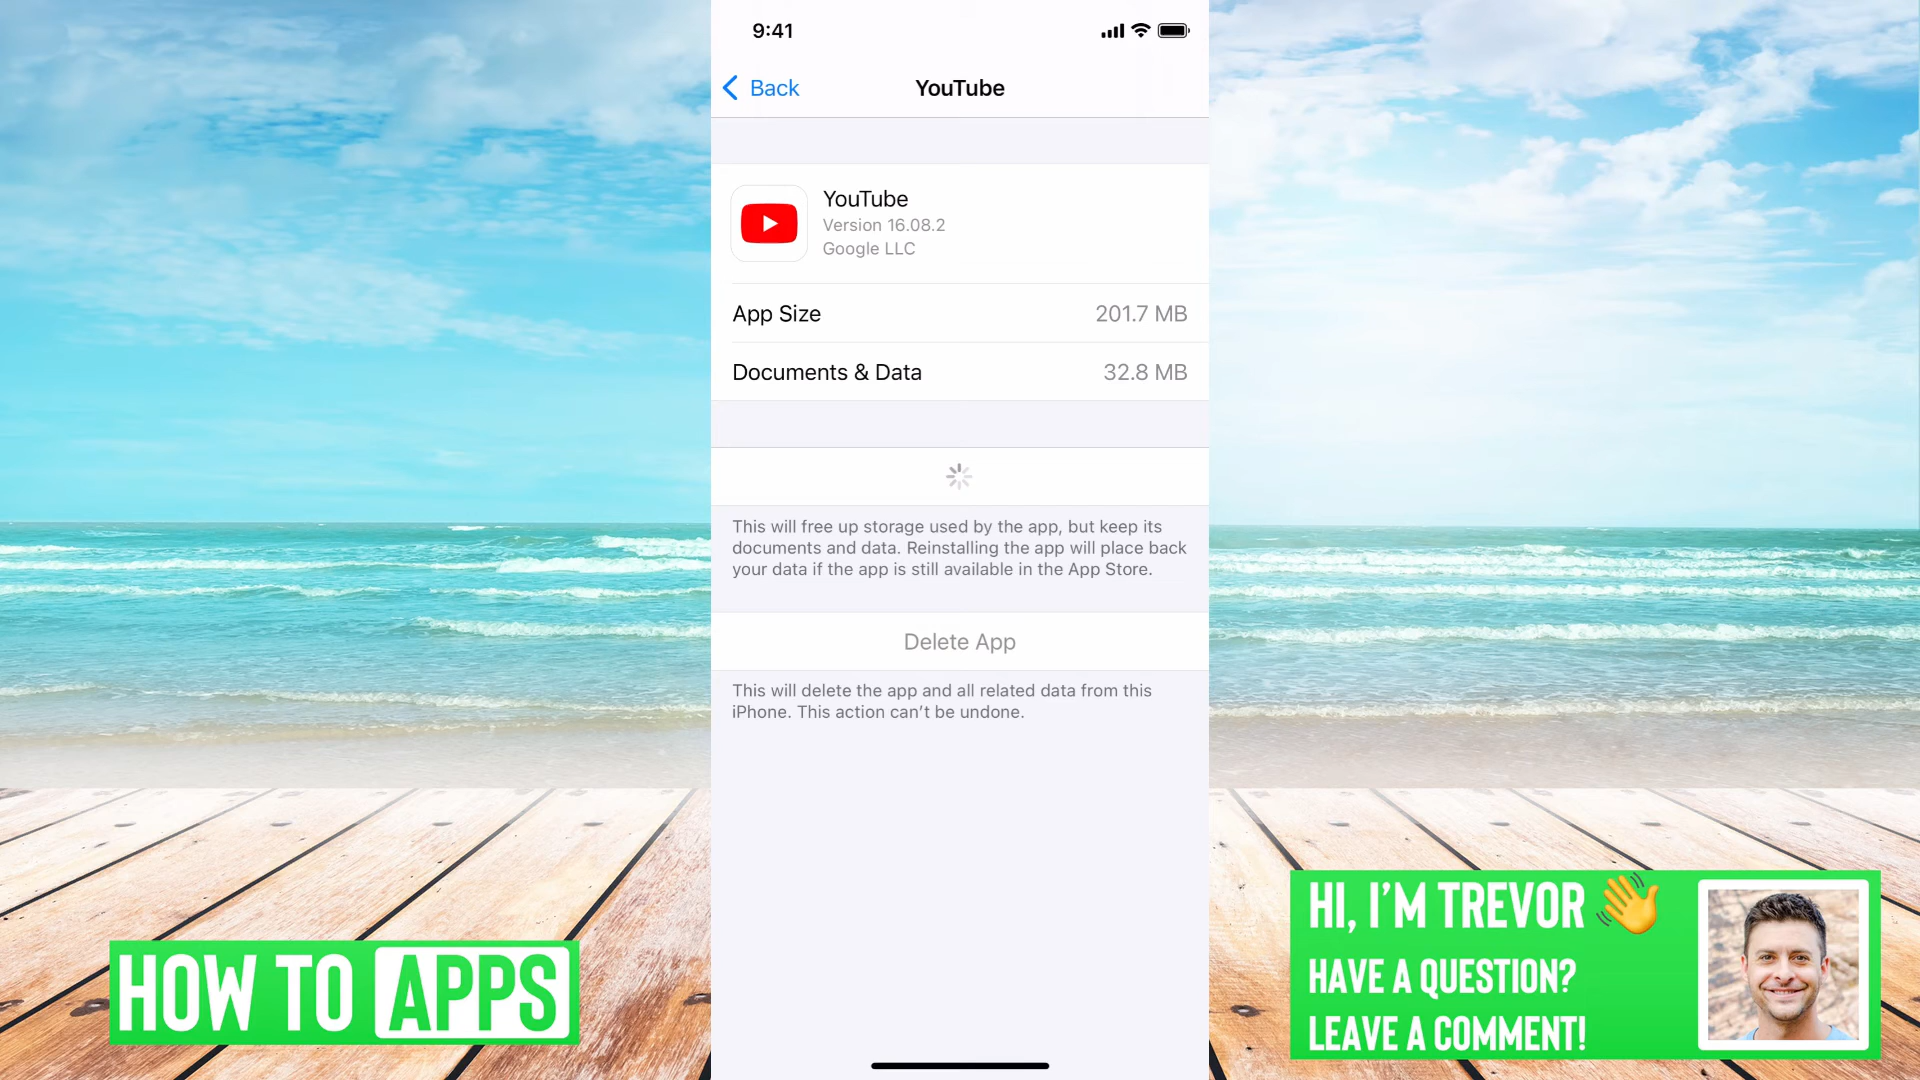 9:41
Back
YouTube
YouTube
Version 16.08.2
Google LLC
App Size 201.7 MB
Documents & Data 32.8 MB
This will free up storage used by the app, but keep its
documents and data. Reinstalling the app will place back
your data if the app is still available in the App Store.
Delete App
This will delete the app and all related data from this
iPhone. This action can’t be undone.
HOW TO APPS
HI, I’M TREVOR
HAVE A QUESTION?
LEAVE A COMMENT!